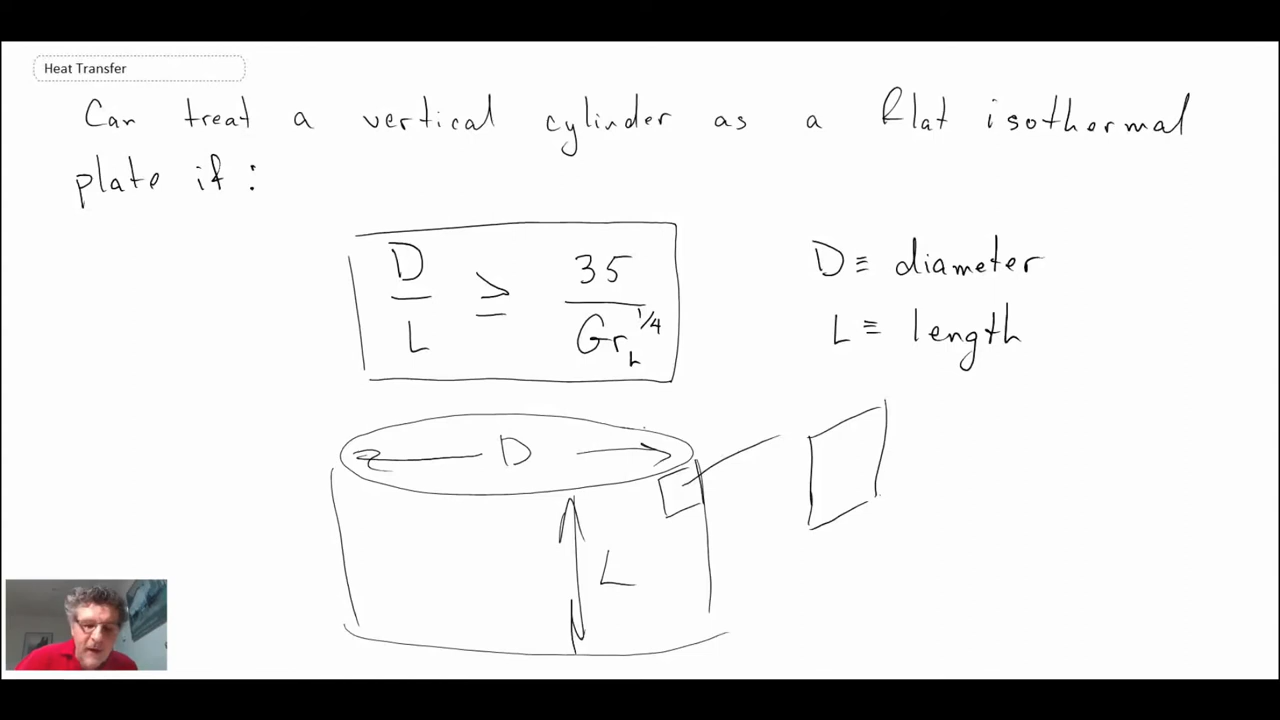 Heat Transfer
Can treat a vertical cylinder as a flat isothermal
plate if:
D/L ≥ 35/Gr_L^1/4
D ≡ diameter
L ≡ length
D
L